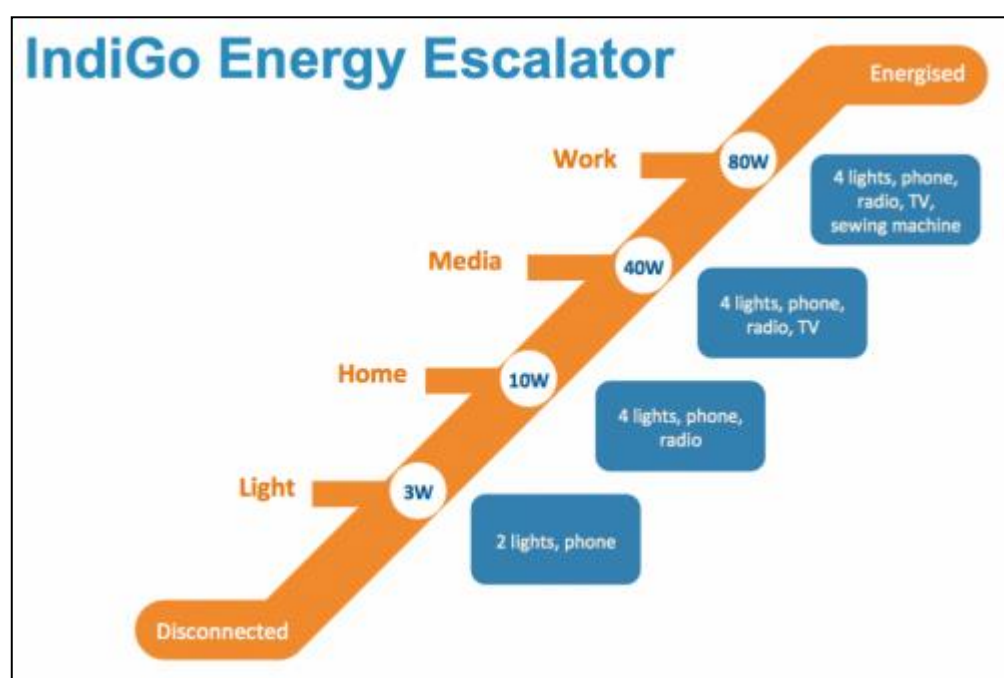 IndiGo Energy Escalator
Energised
Work
80W
4 lights, phone,
radio, TV,
sewing machine
Media
40W
4 lights, phone,
radio, TV
Home
10W
4 lights, phone,
radio
Light
3W
2 lights, phone
Disconnected